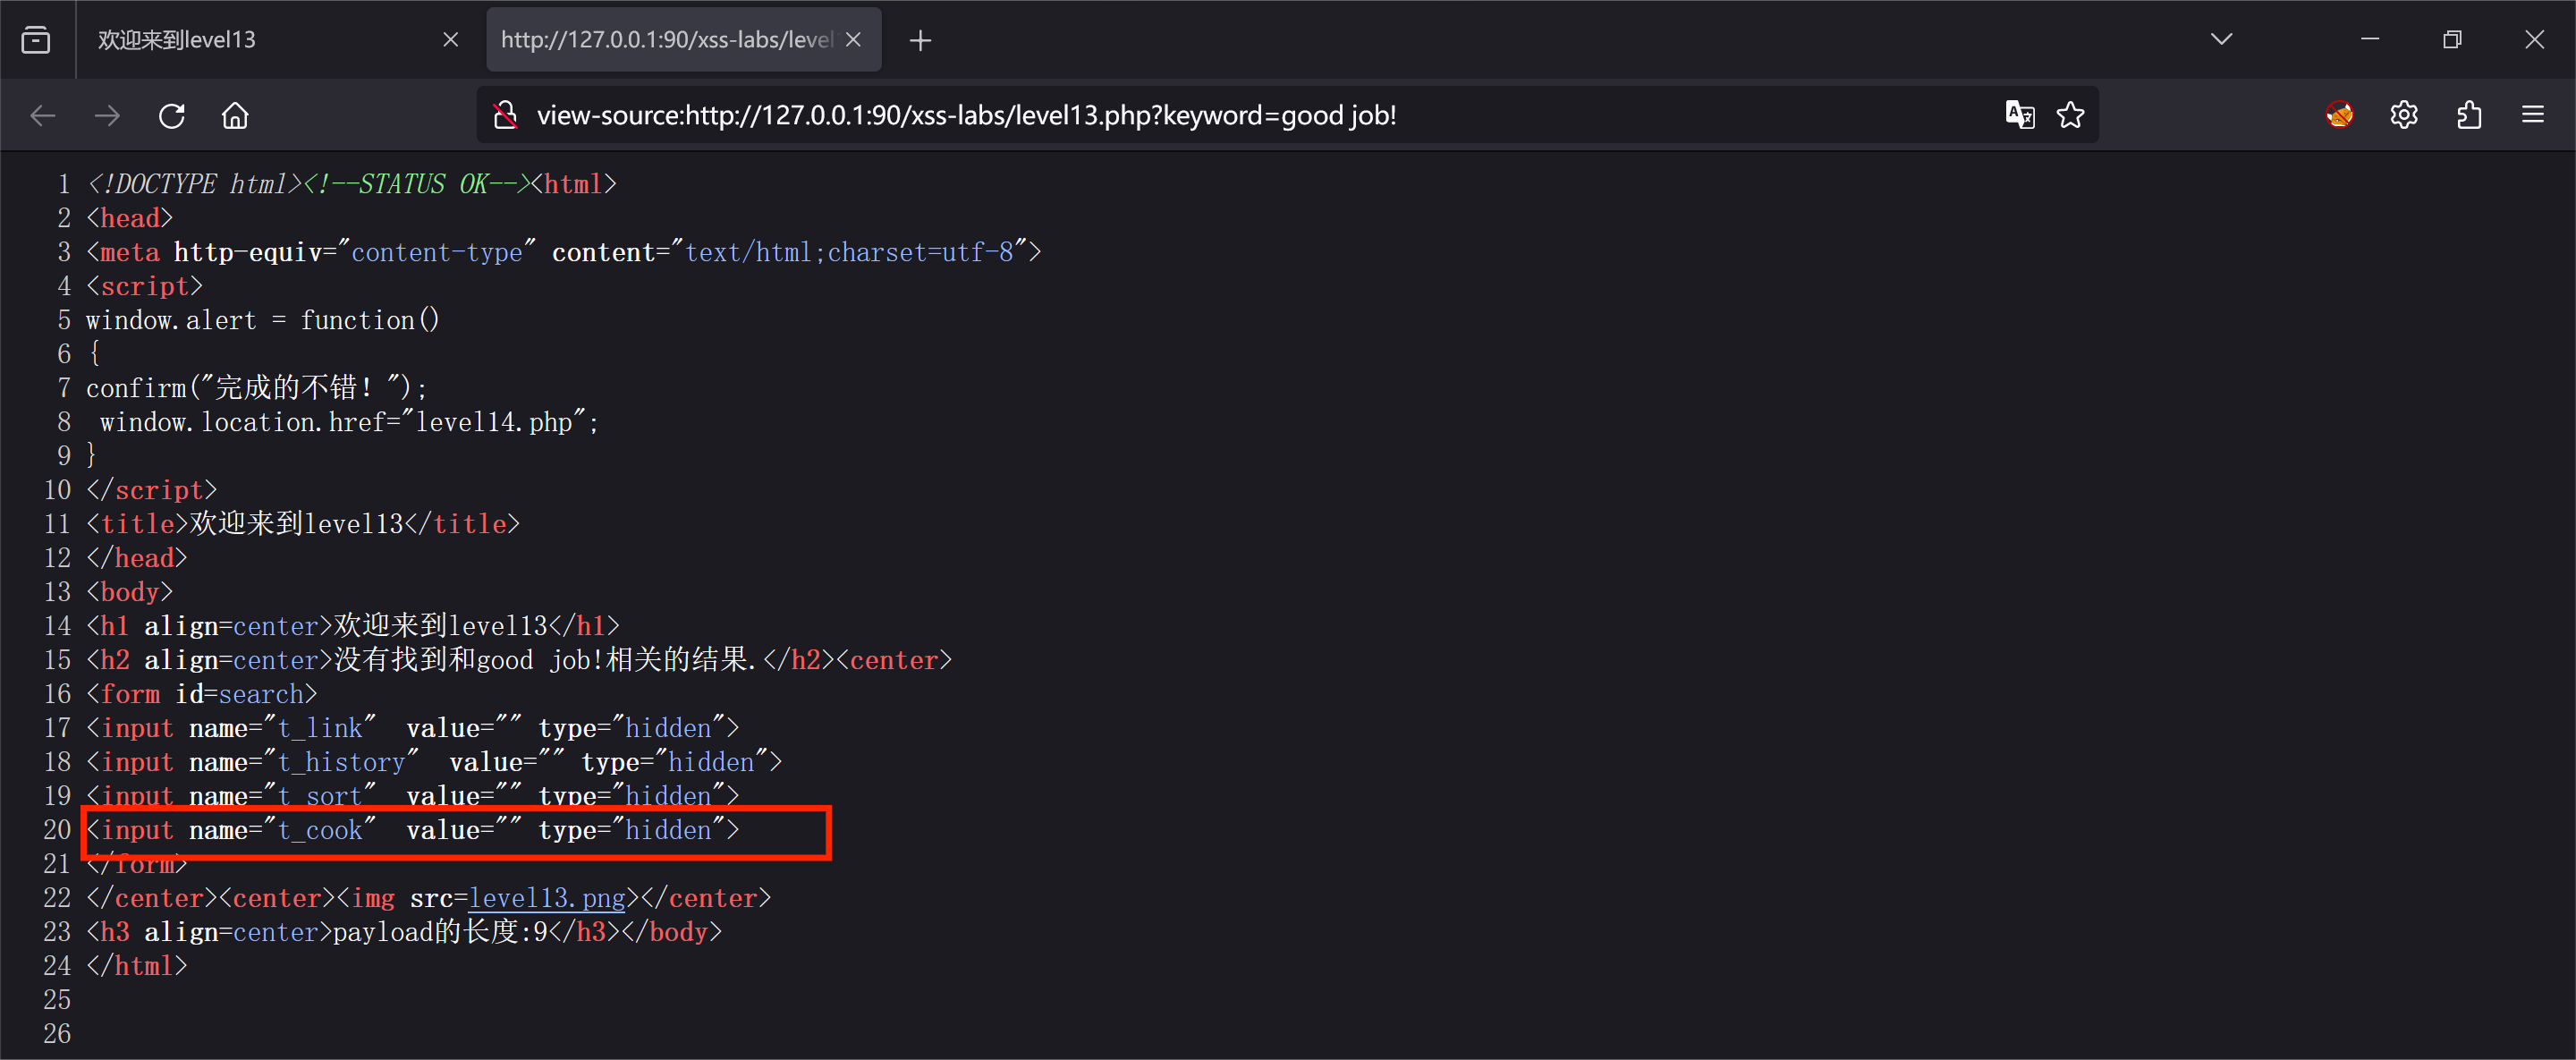 欢迎来到level13
http://127.0.0.1:90/xss-labs/level
view-source:http://127.0.0.1:90/xss-labs/level13.php?keyword=good job!
1 <!DOCTYPE html><!--STATUS OK--><html>
2 <head>
3 <meta http-equiv="content-type" content="text/html;charset=utf-8">
4 <script>
5 window.alert = function()
6 {
7 confirm("完成的不错！");
8  window.location.href="level14.php";
9 }
10 </script>
11 <title>欢迎来到level13</title>
12 </head>
13 <body>
14 <h1 align=center>欢迎来到level13</h1>
15 <h2 align=center>没有找到和good job!相关的结果.</h2><center>
16 <form id=search>
17 <input name="t_link"  value="" type="hidden">
18 <input name="t_history"  value="" type="hidden">
19 <input name="t_sort"  value="" type="hidden">
20 <input name="t_cook"  value="" type="hidden">
21 </form>
22 </center><center><img src=level13.png></center>
23 <h3 align=center>payload的长度:9</h3></body>
24 </html>
25
26